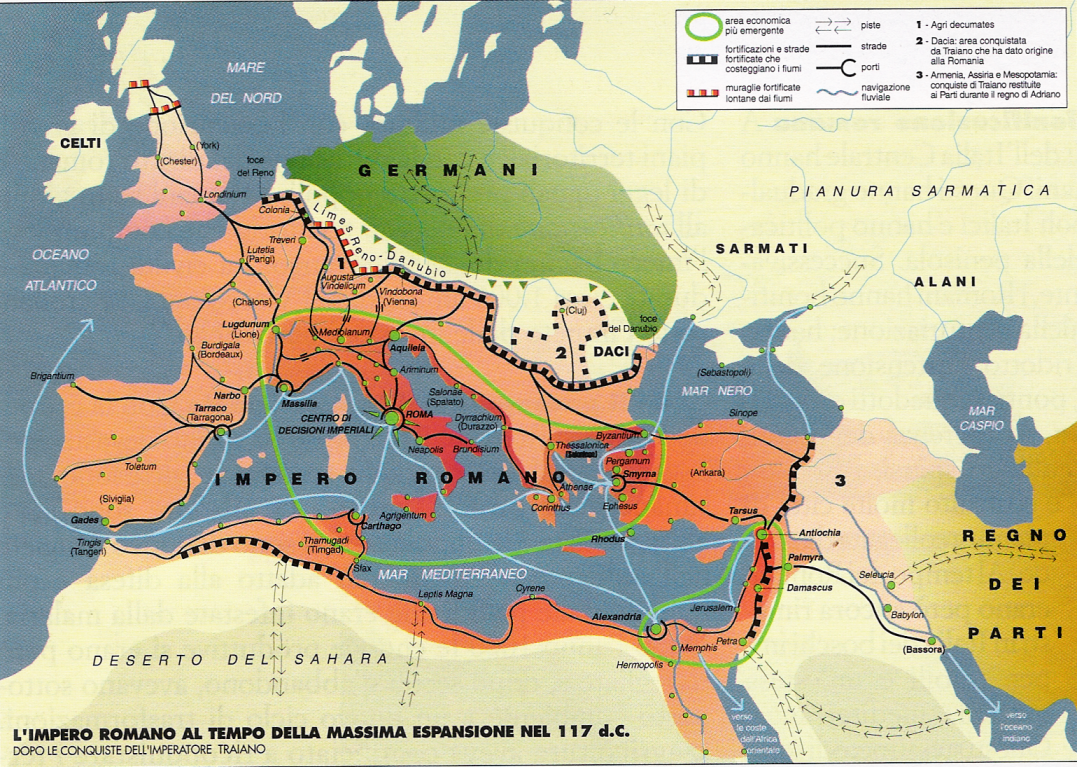 area economica
più emergente
fortificazioni e strade
fortificate che
costeggiano i fiumi
muraglie fortificate
lontane dai fiumi
piste
strade
porti
navigazione
fluviale
1 - Agri decumates
2 - Dacia: area conquistata
da Traiano che ha dato origine
alla Romania
3 - Armenia, Assiria e Mesopotamia:
conquiste di Traiano restituite
ai Parti durante il regno di Adriano
MARE
DEL NORD
CELTI
(York)
(Chester)
Londinium
foce
del Reno
GERMANI
PIANURA SARMATICA
SARMATI
ALANI
OCEANO
ATLANTICO
Colonia
Limes Reno-Danubio
Treveri
Lutetia
(Parigi)
1
Augusta
Vindelicum
Vindobona
(Vienna)
(Chalons)
(Cluj)
foce
del Danubio
2
DACI
Lugdunum
(Lione)
Mediolanum
Aquileia
Burdigala
(Bordeaux)
Ariminum
Brigantium
Narbo
Massilia
Salonae
(Spalato)
(Sebastopoli)
MAR NERO
Sinope
MAR
CASPIO
Tarraco
(Tarragona)
CENTRO DI
DECISIONI IMPERIALI
ROMA
Dyrrachium
(Durazzo)
Neapolis
Brundisium
Thessalonica
Byzantium
Pergamum
(Ankara)
Toletum
IMPERO ROMANO
Smyrna
3
(Siviglia)
Athenae
Corinthus
Ephesus
Gades
Agrigentum
Tarsus
Carthago
Rhodus
Antiochia
Tingis
(Tangeri)
Thamugadi
(Timgad)
Sfax
REGNO
DEI
PARTI
MAR MEDITERRANEO
Palmyra
Seleucia
Leptis Magna
Cyrene
Damascus
Alexandria
Jerusalem
Babylon
Petra
(Bassora)
Memphis
DESERTO DEL SAHARA
Hermopolis
verso
le coste
dell'Africa
orientale
verso
l'oceano
Indiano
L'IMPERO ROMANO AL TEMPO DELLA MASSIMA ESPANSIONE NEL 117 d.C.
DOPO LE CONQUISTE DELL'IMPERATORE TRAIANO